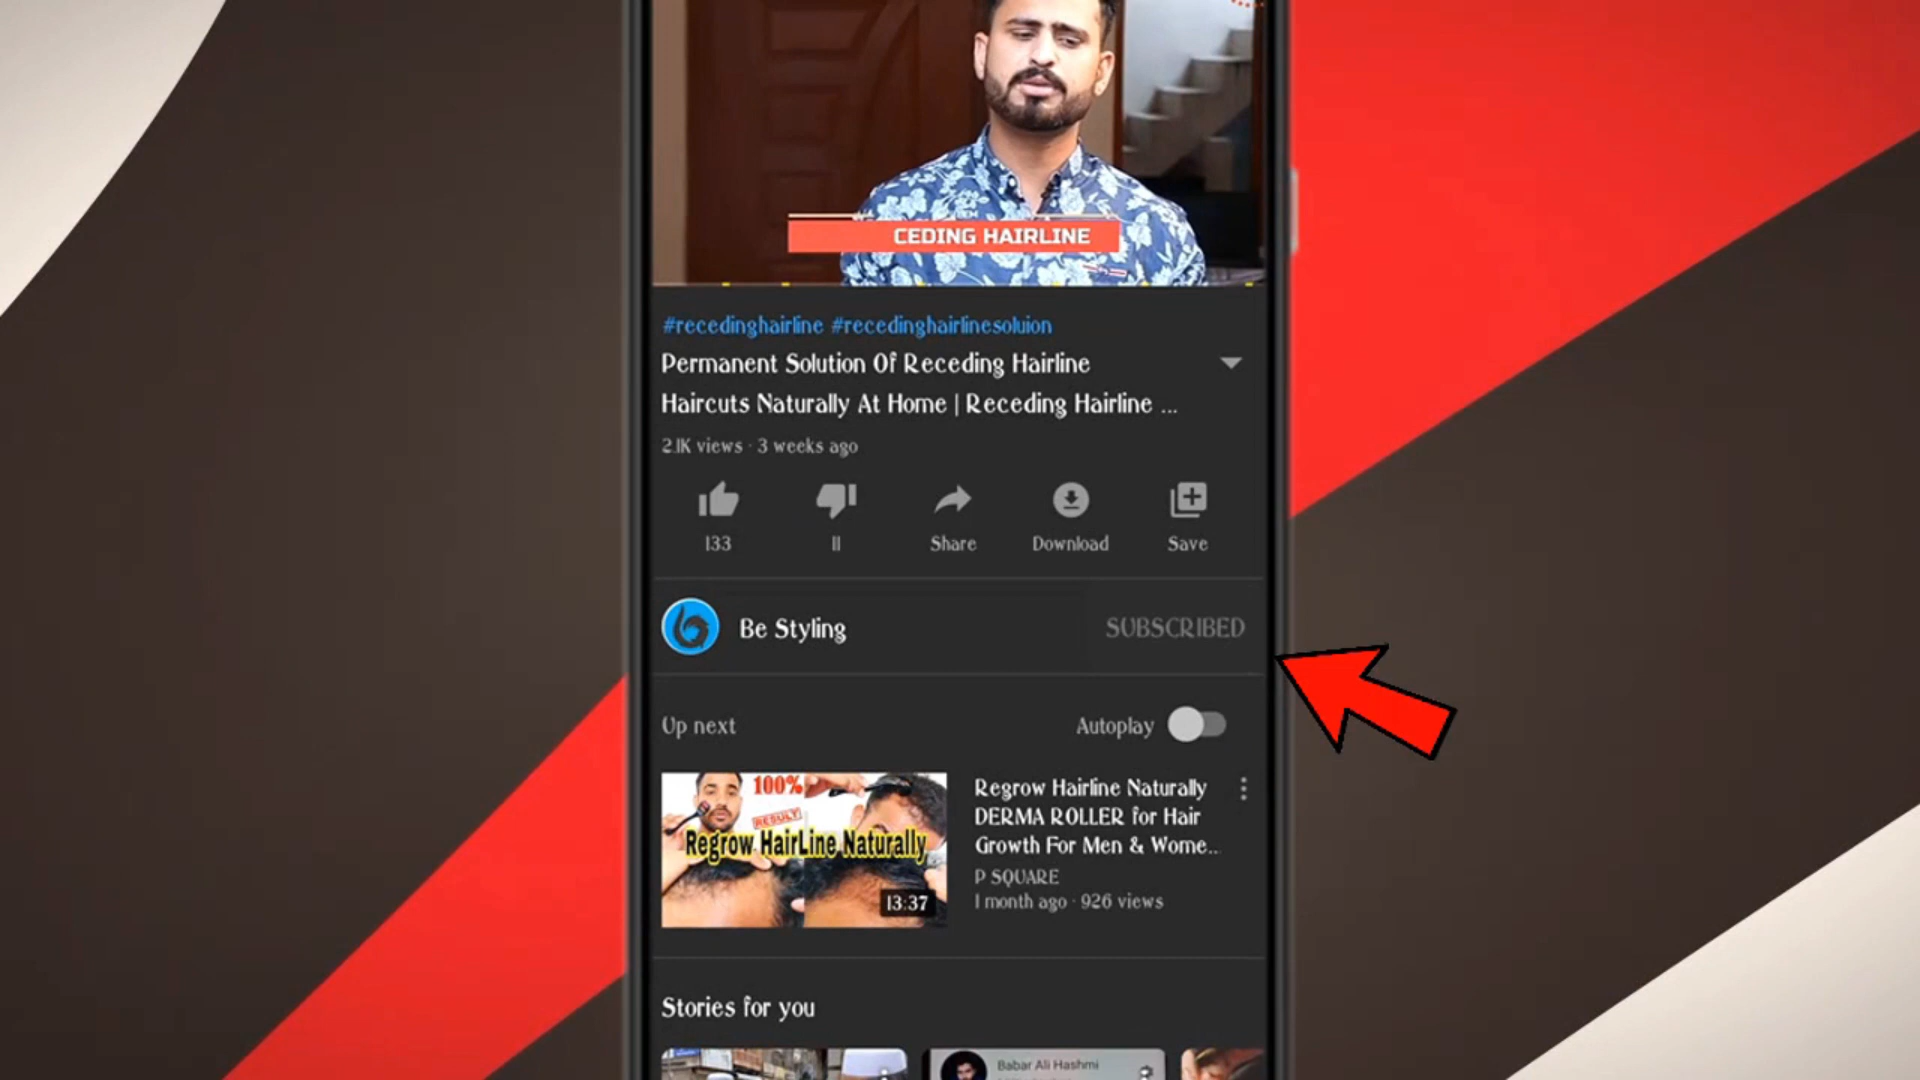 CEDING HAIRLINE
#recedinghairline #recedinghairlinesoluion
Permanent Solution Of Receding Hairline
Haircuts Naturally At Home | Receding Hairline ...
2.1K views · 3 weeks ago
133
11
Share
Download
Save
Be Styling
SUBSCRIBED
Up next
Autoplay
100%
RESULT
Regrow HairLine Naturally
13:37
Regrow Hairline Naturally
DERMA ROLLER for Hair
Growth For Men & Wome...
P SQUARE
1 month ago · 926 views
Stories for you
Babar Ali Hashmi